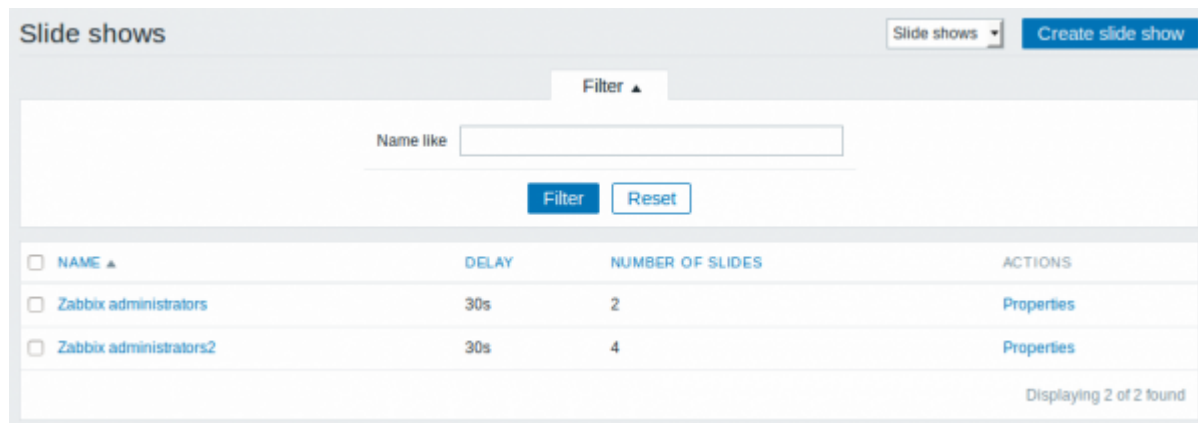 Slide shows
Slide shows
Create slide show
Filter ▲
Name like
Filter Reset
NAME ▲ DELAY NUMBER OF SLIDES ACTIONS
Zabbix administrators 30s 2 Properties
Zabbix administrators2 30s 4 Properties
Displaying 2 of 2 found